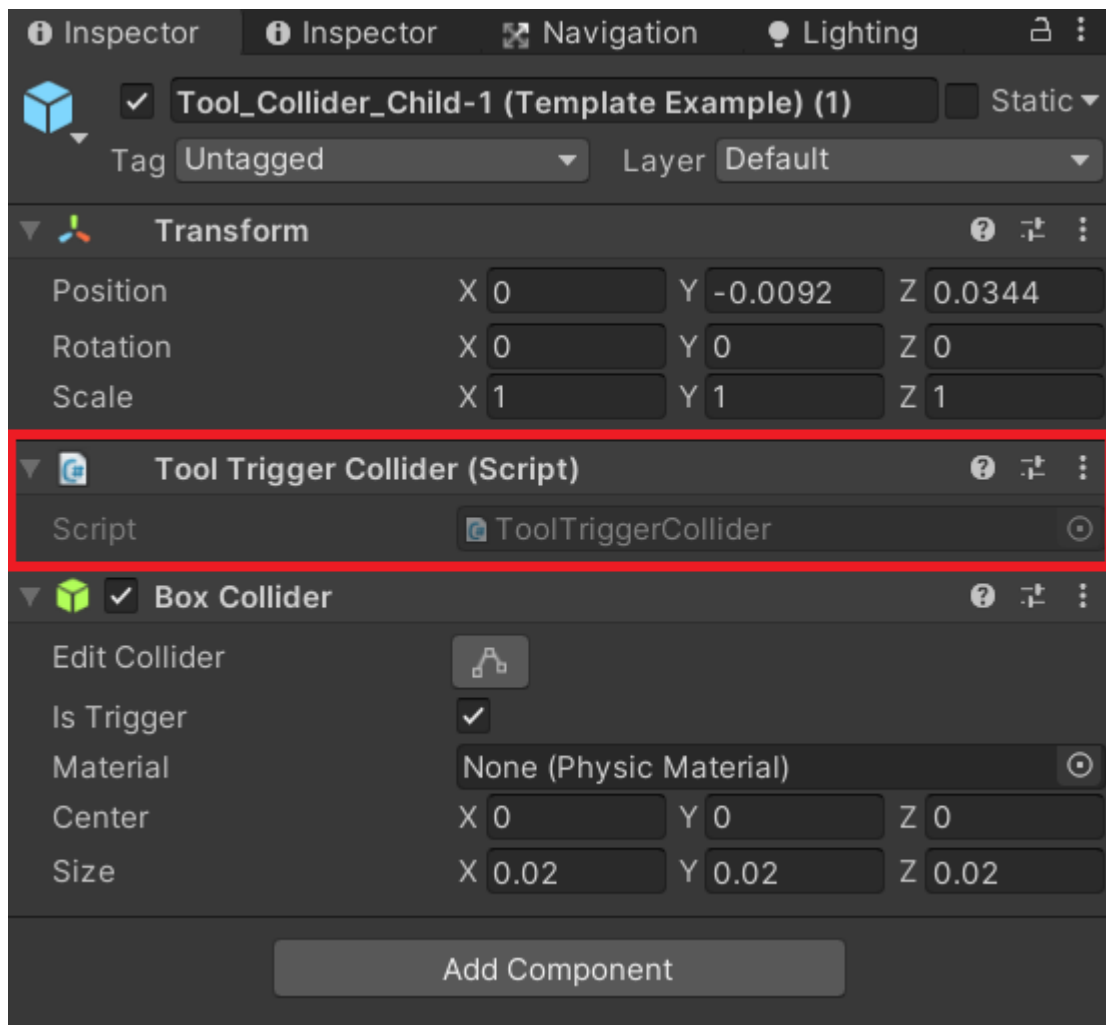 Inspector Inspector Navigation Lighting
Tool_Collider_Child-1 (Template Example) (1) Static
Tag Untagged Layer Default
Transform
Position X 0 Y -0.0092 Z 0.0344
Rotation X 0 Y 0 Z 0
Scale X 1 Y 1 Z 1
Tool Trigger Collider (Script)
Script ToolTriggerCollider
Box Collider
Edit Collider
Is Trigger
Material None (Physic Material)
Center X 0 Y 0 Z 0
Size X 0.02 Y 0.02 Z 0.02
Add Component